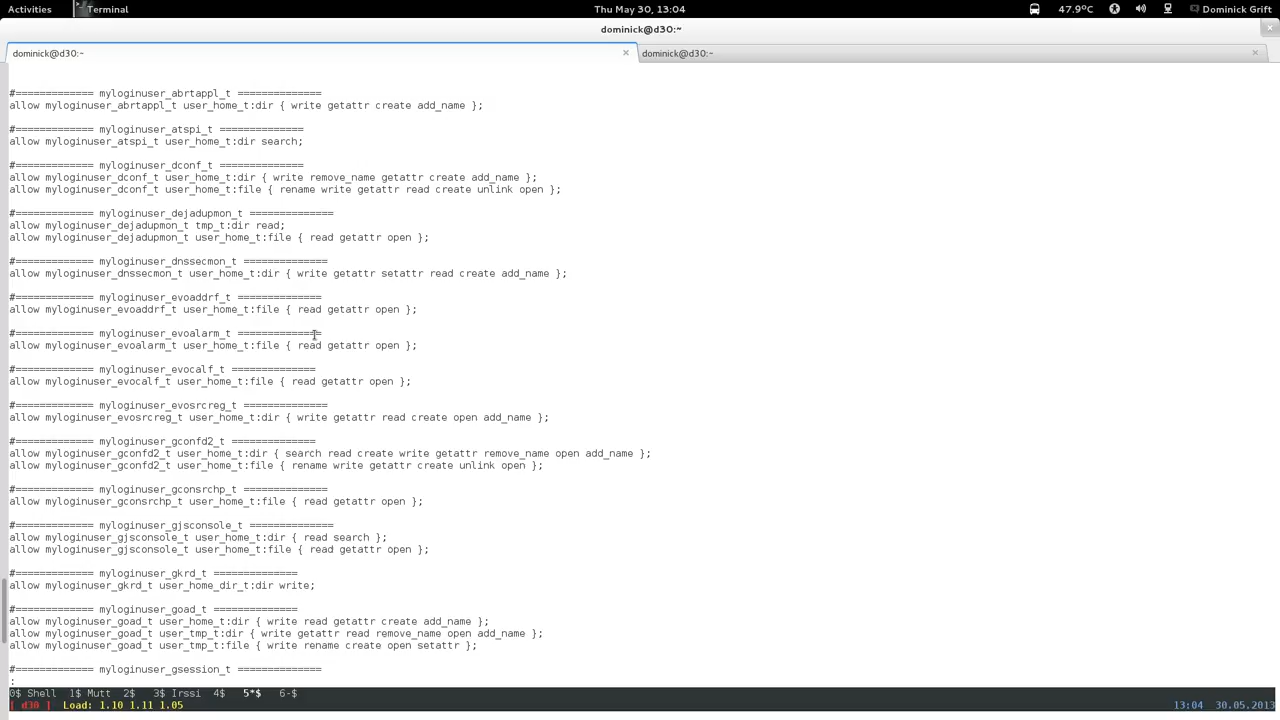 Activities Terminal Thu May 30, 13:04 47.9ºC Dominick Grift
dominick@d30:~
dominick@d30:~ dominick@d30:~
#============= myloginuser_abrtappl_t ==============
allow myloginuser_abrtappl_t user_home_t:dir { write getattr create add_name };
#============= myloginuser_atspi_t ==============
allow myloginuser_atspi_t user_home_t:dir search;
#============= myloginuser_dconf_t ==============
allow myloginuser_dconf_t user_home_t:dir { write remove_name getattr create add_name };
allow myloginuser_dconf_t user_home_t:file { rename write getattr read create unlink open };
#============= myloginuser_dejadupmon_t ==============
allow myloginuser_dejadupmon_t tmp_t:dir read;
allow myloginuser_dejadupmon_t user_home_t:file { read getattr open };
#============= myloginuser_dnssecmon_t ==============
allow myloginuser_dnssecmon_t user_home_t:dir { write getattr setattr read create add_name };
#============= myloginuser_evoaddrf_t ==============
allow myloginuser_evoaddrf_t user_home_t:file { read getattr open };
#============= myloginuser_evoalarm_t ==============
allow myloginuser_evoalarm_t user_home_t:file { read getattr open };
#============= myloginuser_evocalf_t ==============
allow myloginuser_evocalf_t user_home_t:file { read getattr open };
#============= myloginuser_evosrcreg_t ==============
allow myloginuser_evosrcreg_t user_home_t:dir { write getattr read create open add_name };
#============= myloginuser_gconfd2_t ==============
allow myloginuser_gconfd2_t user_home_t:dir { search read create write getattr remove_name open add_name };
allow myloginuser_gconfd2_t user_home_t:file { rename write getattr create unlink open };
#============= myloginuser_gconsrchp_t ==============
allow myloginuser_gconsrchp_t user_home_t:file { read getattr open };
#============= myloginuser_gjsconsole_t ==============
allow myloginuser_gjsconsole_t user_home_t:dir { read search };
allow myloginuser_gjsconsole_t user_home_t:file { read getattr open };
#============= myloginuser_gkrd_t ==============
allow myloginuser_gkrd_t user_home_dir_t:dir write;
#============= myloginuser_goad_t ==============
allow myloginuser_goad_t user_home_t:dir { write read getattr create add_name };
allow myloginuser_goad_t user_tmp_t:dir { write getattr read remove_name open add_name };
allow myloginuser_goad_t user_tmp_t:file { write rename create open setattr };
#============= myloginuser_gsession_t ==============
:
0$ Shell 1$ Mutt 2$ 3$ Irssi 4$ 5*$ 6-$
[ d30 ] Load: 1.10 1.11 1.05 13:04 30.05.2013